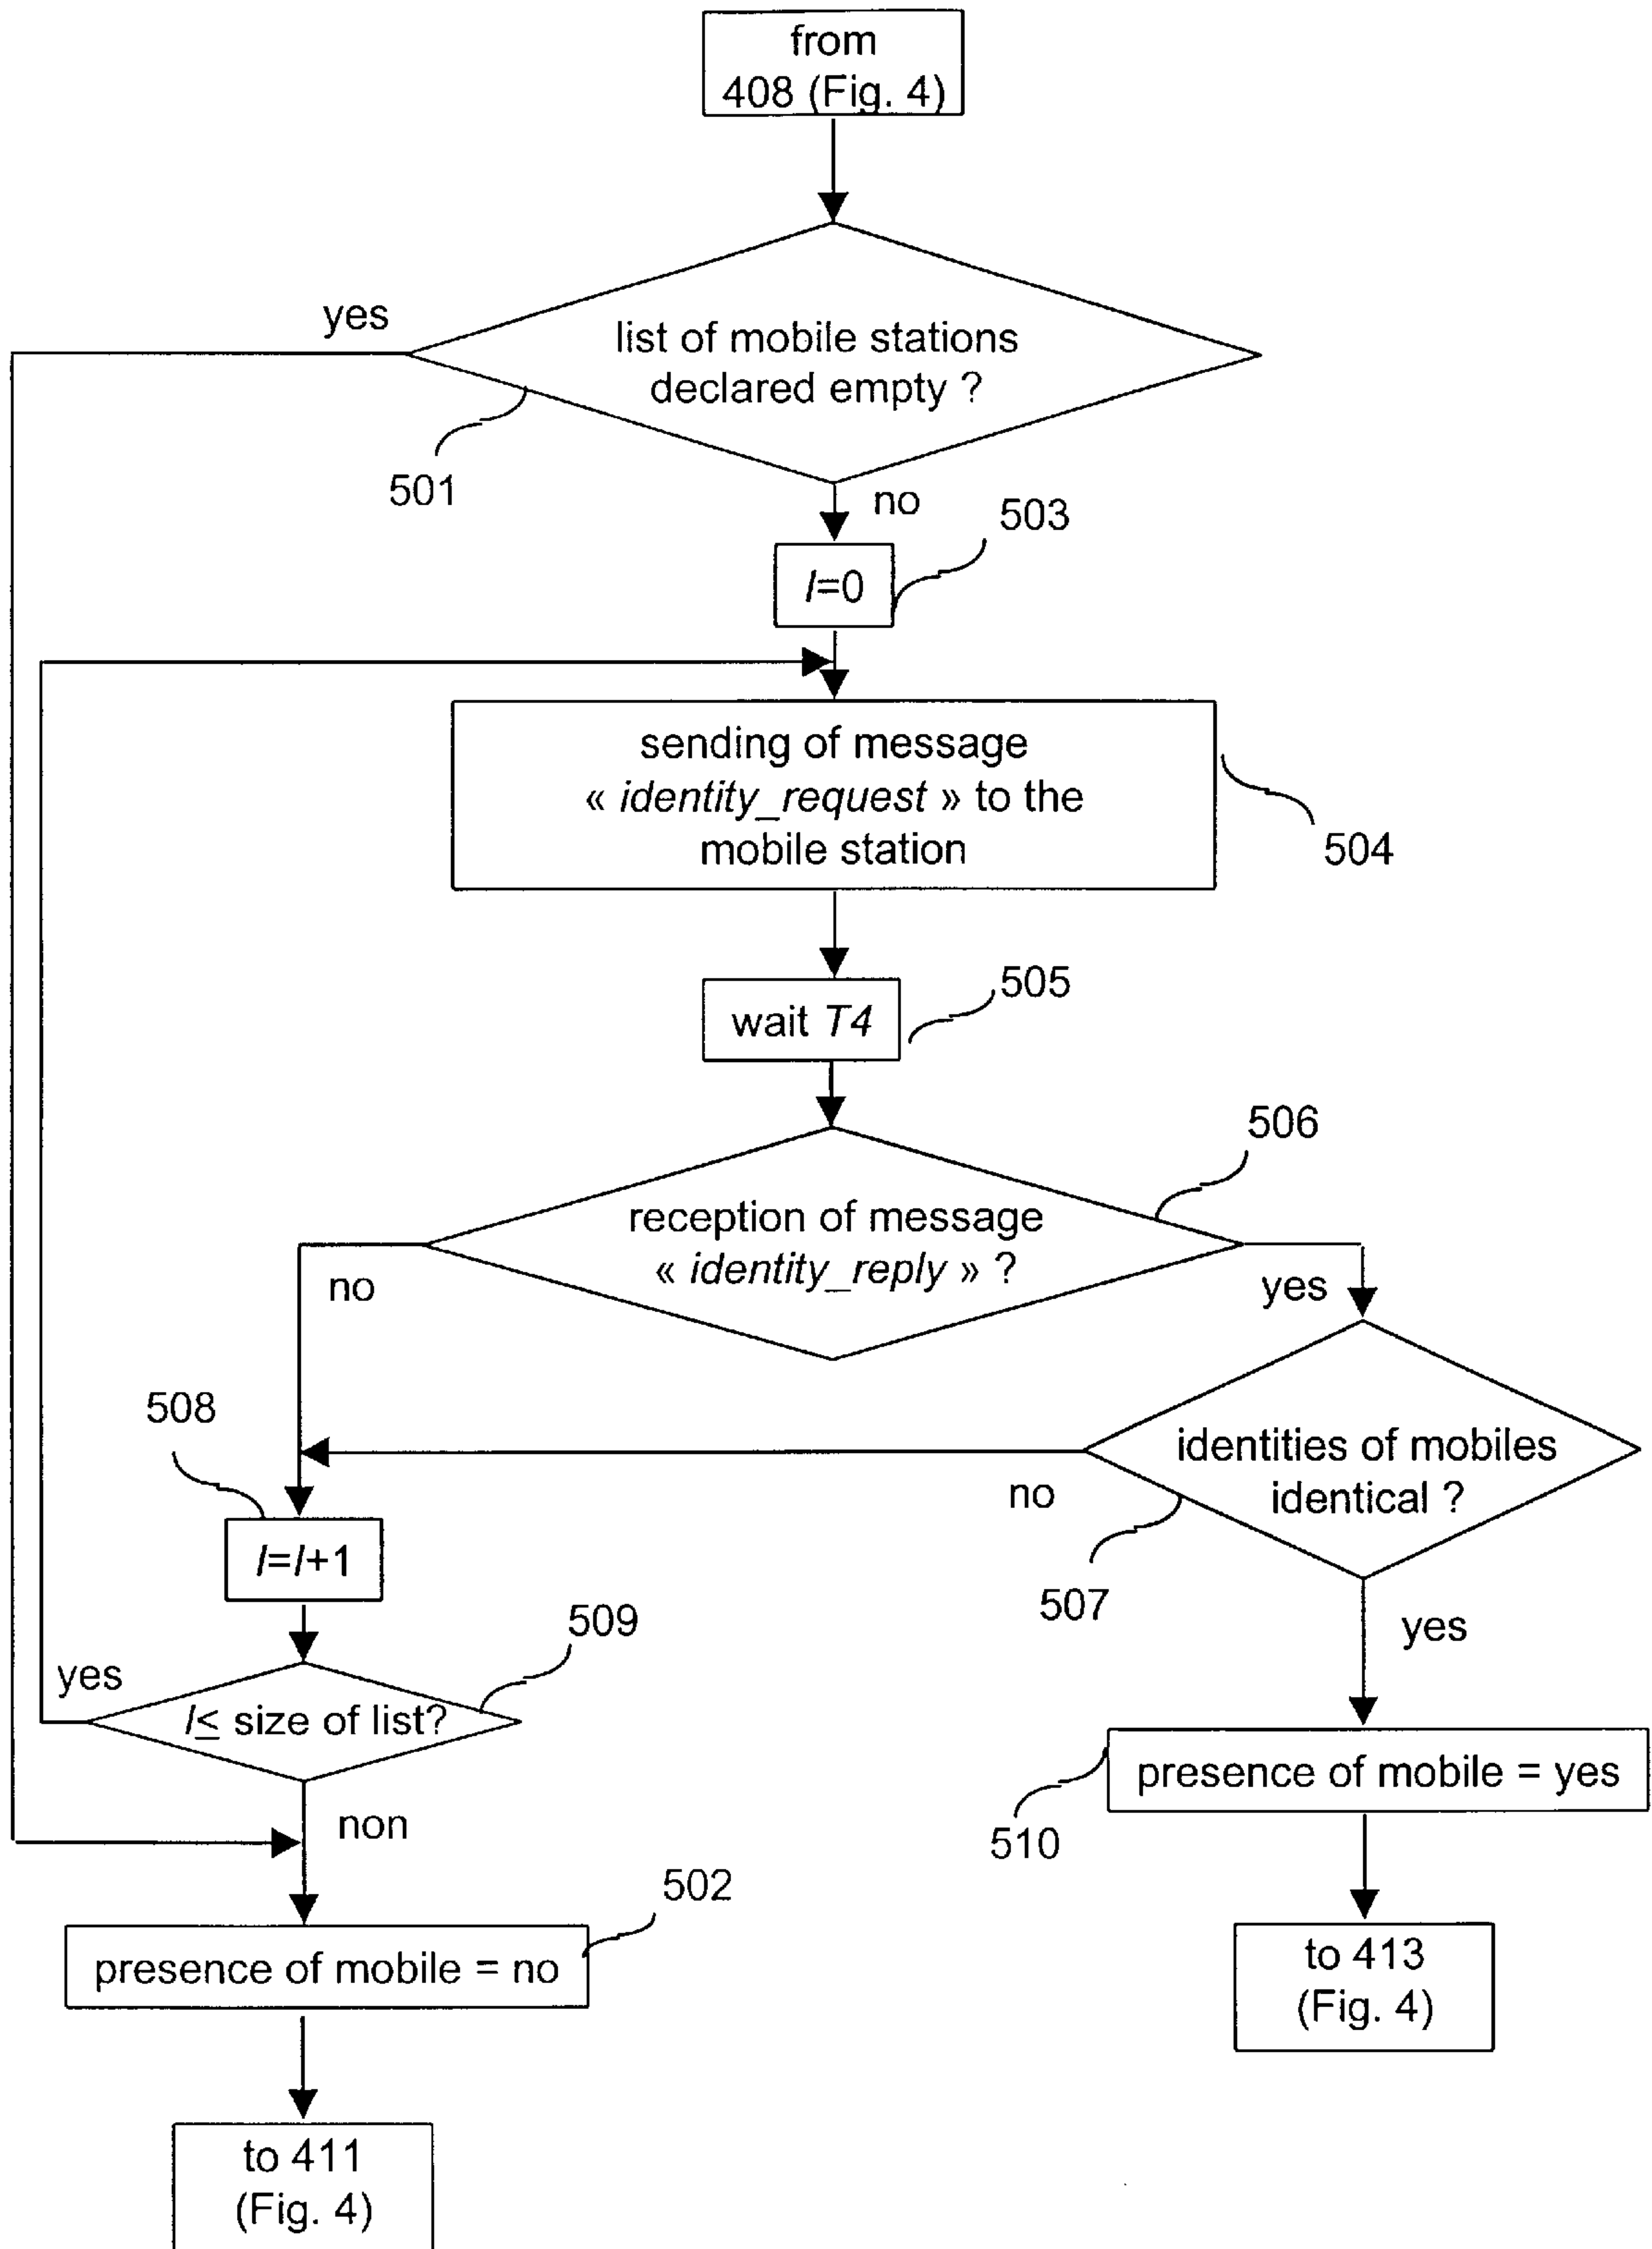 from
408 (Fig. 4)
yes
list of mobile stations
declared empty ?
501
no
503
I=0
sending of message
« identity_request » to the
mobile station
504
505
wait T4
506
reception of message
« identity_reply » ?
no
yes
508
identities of mobiles
identical ?
no
507
I=I+1
509
yes
yes
I≤ size of list?
presence of mobile = yes
non
510
502
presence of mobile = no
to 413
(Fig. 4)
to 411
(Fig. 4)